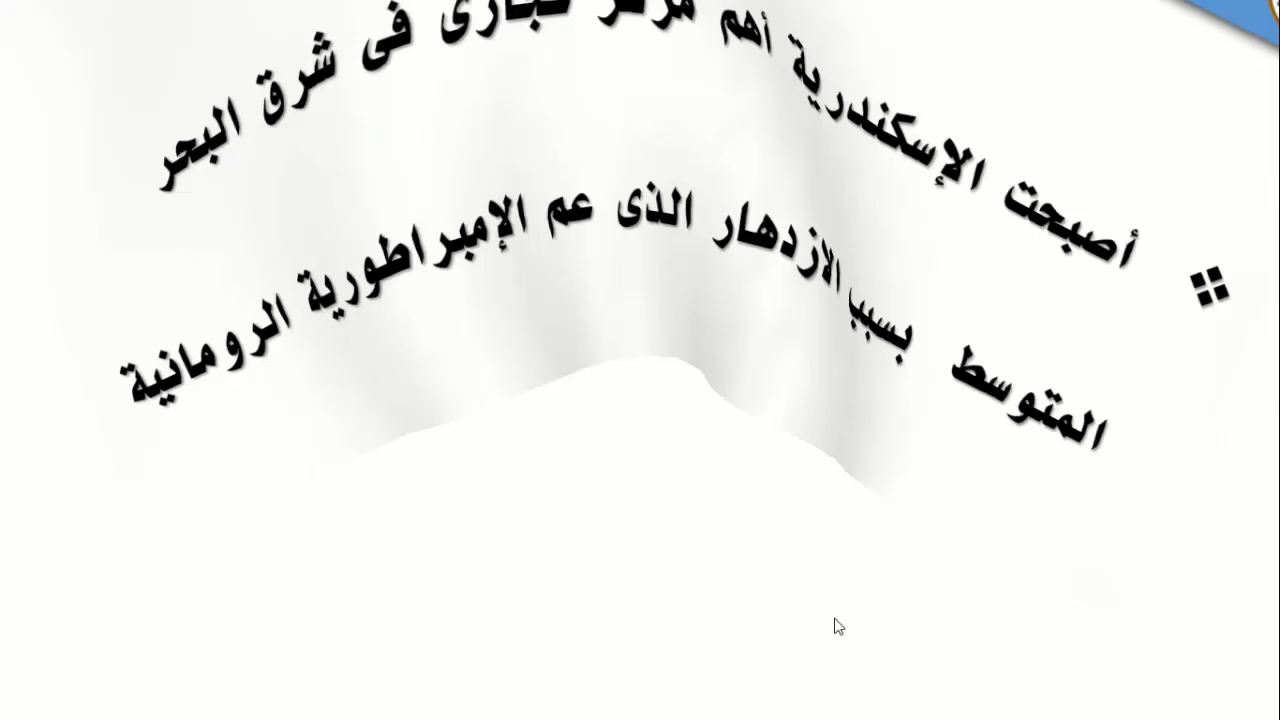 ❖ أصبحت الإسكندرية أهم مركز تجارى فى شرق البحر
المتوسط بسبب الازدهار الذى عم الإمبراطورية الرومانية